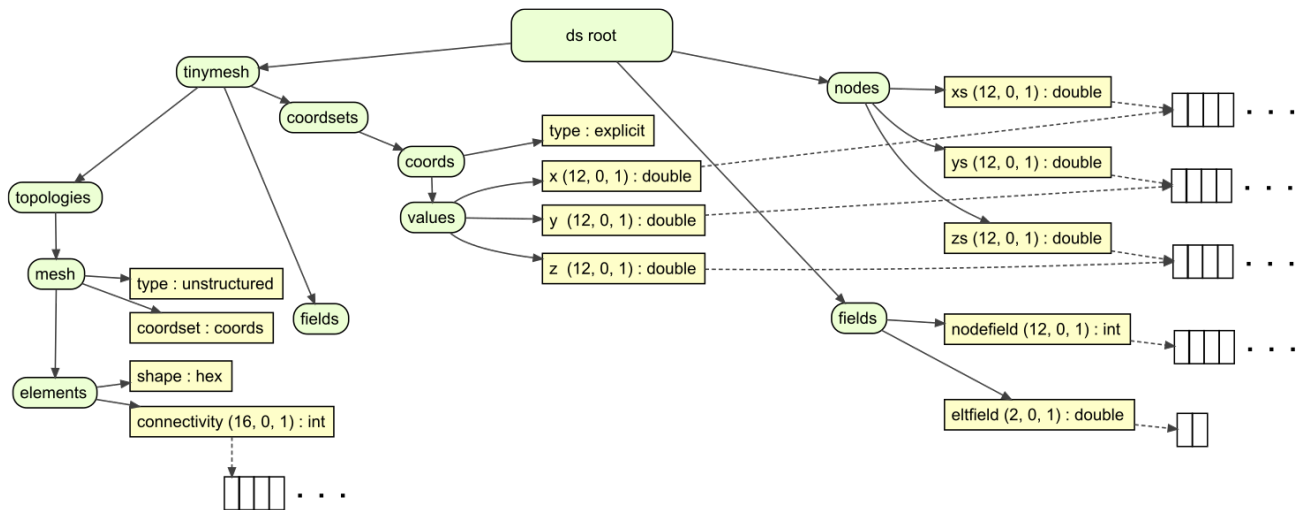 ds root
tinymesh
coordsets
coords
type : explicit
values
x (12, 0, 1) : double
y (12, 0, 1) : double
z (12, 0, 1) : double
topologies
mesh
type : unstructured
coordset : coords
elements
shape : hex
connectivity (16, 0, 1) : int
. . .
fields
nodes
xs (12, 0, 1) : double
. . .
ys (12, 0, 1) : double
. . .
zs (12, 0, 1) : double
. . .
fields
nodefield (12, 0, 1) : int
. . .
eltfield (2, 0, 1) : double